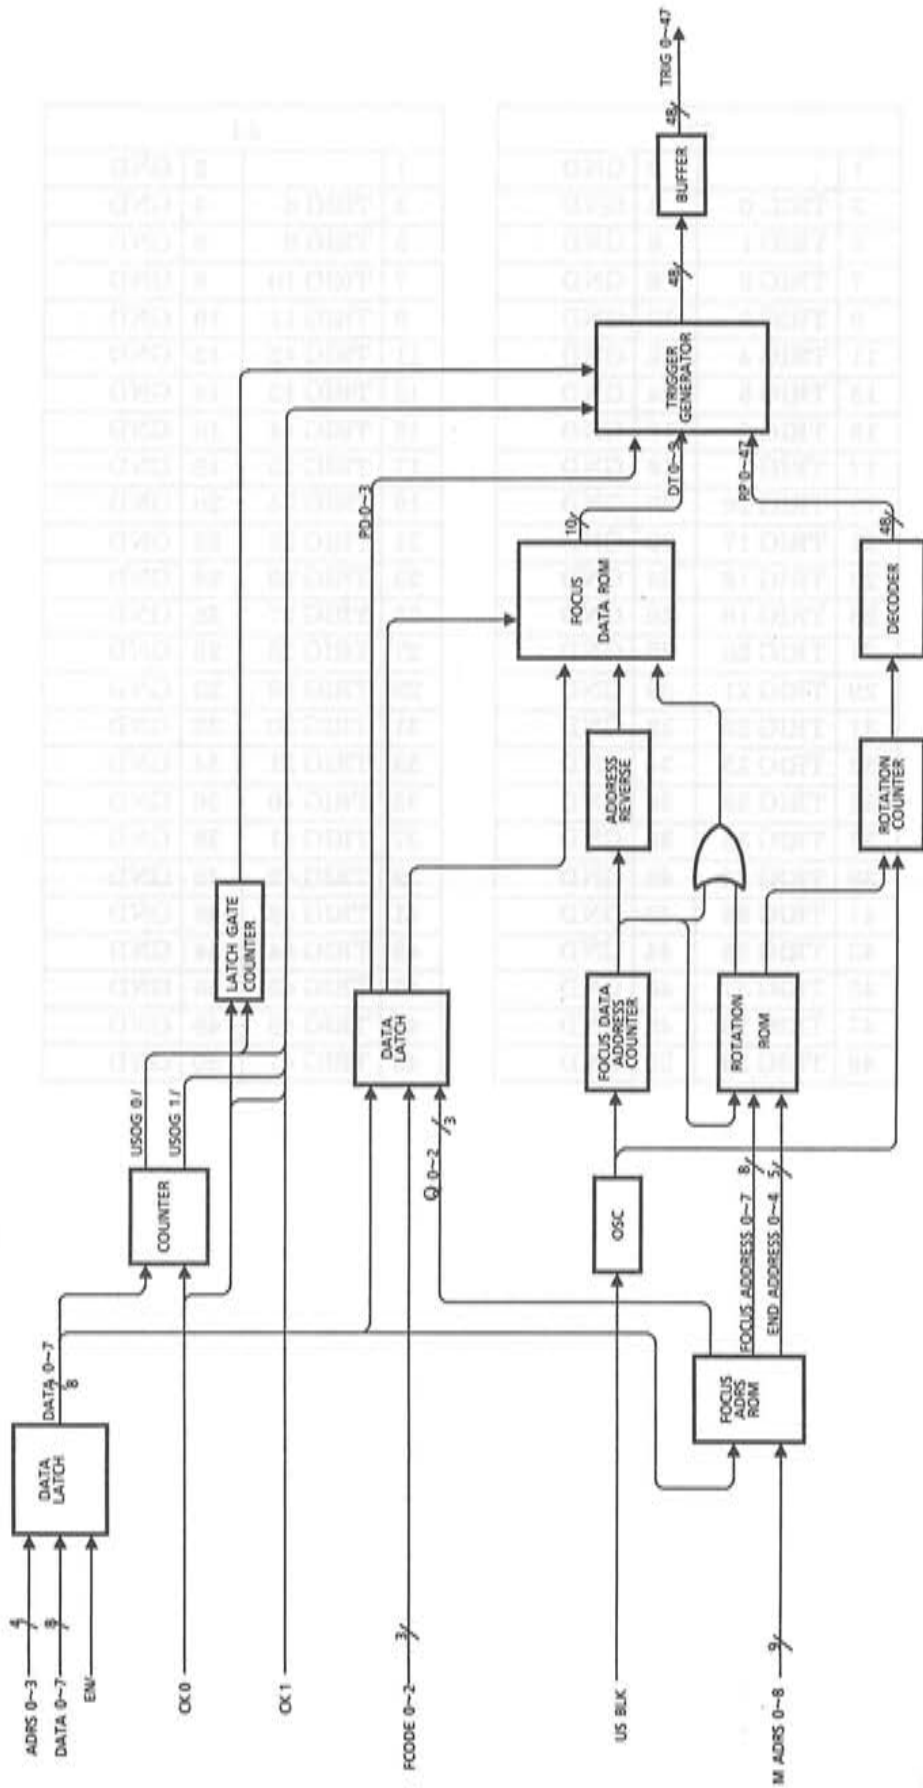 ADRS 0~3
4
DATA 0~7
8
EN/
DATA
LATCH
DATA 0~7
8
CK 0
COUNTER
USOG 0/
USOG 1/
LATCH GATE
COUNTER
CK 1
FCODE 0~2
3
Q 0~2
3
DATA
LATCH
PD 0~3
US BLK
OSC
FOCUS DATA
ADDRESS
COUNTER
ADDRESS
REVERSE
FOCUS
DATA ROM
10
DT 0~9
M ADRS 0~8
9
FOCUS
ADRS
ROM
FOCUS ADDRESS 0~7
8
END ADDRESS 0~4
5
ROTATION
ROM
ROTATION
COUNTER
DECODER
48
RP 0~47
TRIGGER
GENERATOR
48
BUFFER
48
TRIG 0~47